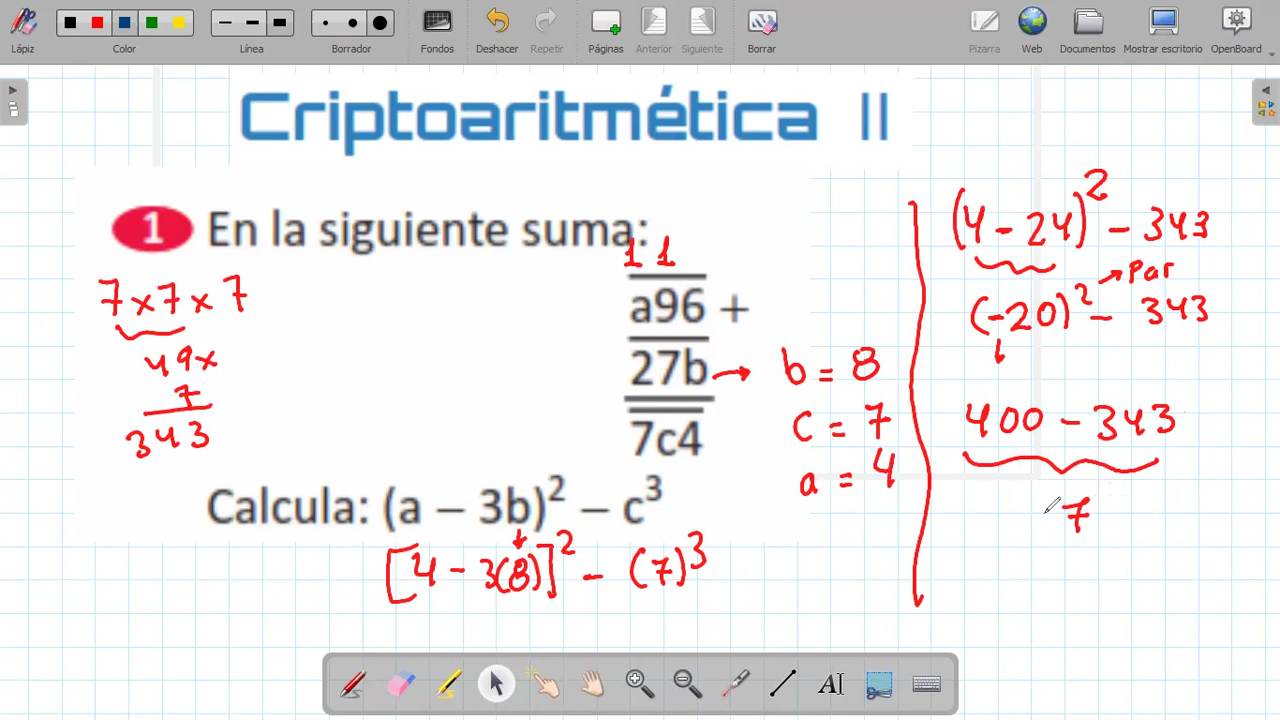 Lápiz Color Línea Borrador Fondos Deshacer Repetir Páginas Anterior Siguiente Borrar Pizarra Web Documentos Mostrar escritorio OpenBoard
Criptoaritmética II
1 En la siguiente suma:
1 1
a96 +
27b
7c4
Calcula: (a – 3b)² – c³
[4 - 3(8)]² - (7)³
7 x 7 x 7
49x
7
343
b = 8
c = 7
a = 4
(4 - 24)² - 343
Par
(-20)² - 343
400 - 343
7
AI